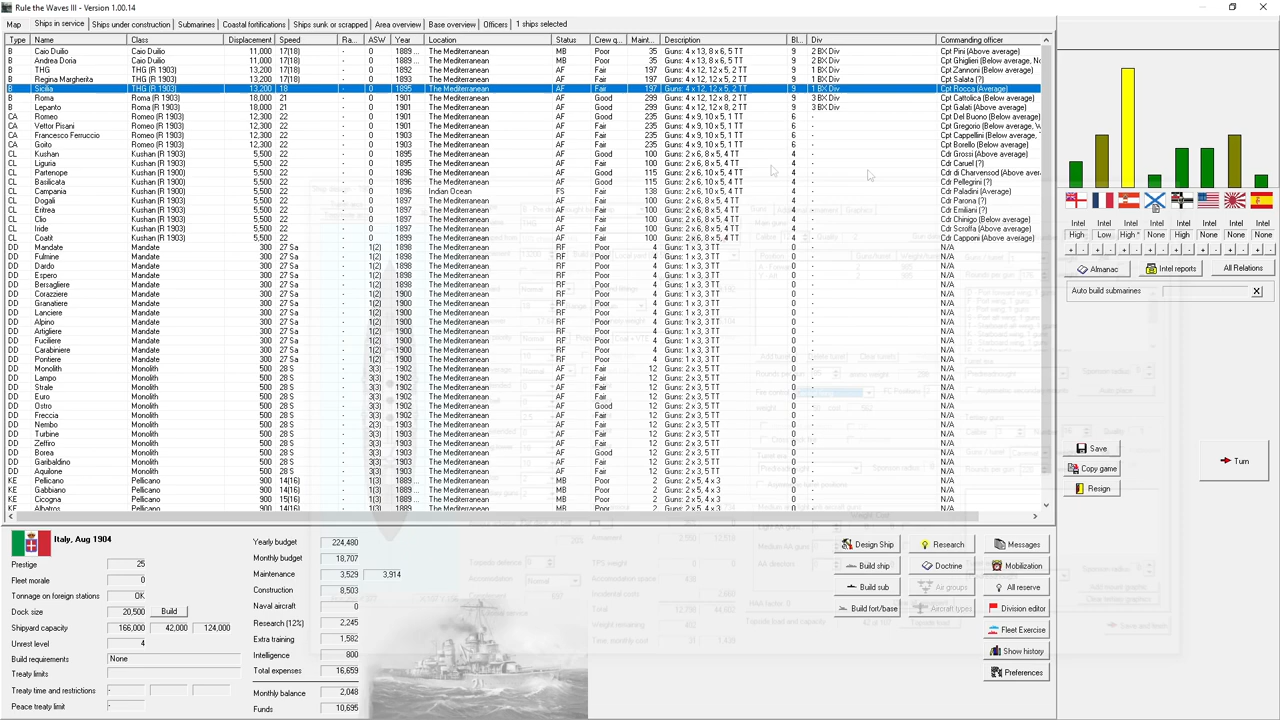 Rule the Waves III - Version 1.00.14
Map Ships in service Ships under construction Submarines Coastal fortifications Ships sunk or scrapped Area overview Base overview Officers 1 ships selected
Type Name Class Displacement Speed Ra... ASW Year Location Status Crew q... Maint... Description Bl... Div Commanding officer
B Caio Duilio Caio Duilio 11,000 17(18) - 0 1889 ... The Mediterranean MB Poor 35 Guns: 4 x 13, 8 x 6, 5 TT 9 2 BX Div Cpt Pini (Above average)
B Andrea Doria Caio Duilio 11,000 17(18) - 0 1889 ... The Mediterranean MB Poor 35 Guns: 4 x 13, 8 x 6, 5 TT 9 2 BX Div Cpt Ghiglieri (Below average, No
B THG THG (R 1903) 13,200 17(18) - 0 1892 The Mediterranean AF Fair 197 Guns: 4 x 12, 12 x 5, 2 TT 9 1 BX Div Cpt Zannoni (Below average)
B Regina Margherita THG (R 1903) 13,200 17(18) - 0 1893 The Mediterranean AF Fair 197 Guns: 4 x 12, 12 x 5, 2 TT 9 1 BX Div Cpt Salata (?)
B Sicilia THG (R 1903) 13,200 18 - 0 1895 The Mediterranean AF Fair 197 Guns: 4 x 12, 12 x 5, 2 TT 9 1 BX Div Cpt Rocca (Average)
B Roma Roma (R 1903) 18,000 21 - 0 1901 The Mediterranean AF Good 299 Guns: 4 x 12, 12 x 8, 2 TT 9 3 BX Div Cpt Cattolica (Below average)
B Lepanto Roma (R 1903) 18,000 21 - 0 1901 The Mediterranean AF Good 299 Guns: 4 x 12, 12 x 8, 2 TT 9 3 BX Div Cpt Galati (Above average)
CA Romeo Romeo (R 1903) 12,300 22 - 0 1901 The Mediterranean AF Good 235 Guns: 4 x 9, 10 x 5, 1 TT 6 - Cpt Del Buono (Below average)
CA Vettor Pisani Romeo (R 1903) 12,300 22 - 0 1901 The Mediterranean AF Fair 235 Guns: 4 x 9, 10 x 5, 1 TT 6 - Cpt Gregorio (Below average, W
CA Francesco Ferruccio Romeo (R 1903) 12,300 22 - 0 1901 The Mediterranean AF Fair 235 Guns: 4 x 9, 10 x 5, 1 TT 6 - Cpt Cottrau (Below average, Ne
CA Goito Romeo (R 1903) 12,300 22 - 0 1901 The Mediterranean AF Fair 235 Guns: 4 x 9, 10 x 5, 1 TT 6 - Cpt Borello (Below average)
CL Kushan Kushan (R 1903) 5,500 22 - 0 1895 The Mediterranean AF Good 100 Guns: 2 x 6, 8 x 5, 4 TT 4 - Cdr Grossi (Above average)
CL Liguria Kushan (R 1903) 5,500 22 - 0 1895 The Mediterranean AF Fair 100 Guns: 2 x 6, 8 x 5, 4 TT 4 - Cdr Caruel (?)
CL Partenope Kushan (R 1903) 5,500 22 - 0 1896 The Mediterranean AF Good 115 Guns: 2 x 6, 10 x 5, 4 TT 4 - Cdr di Charvensod (Above average)
CL Basilicata Kushan (R 1903) 5,500 22 - 0 1896 The Mediterranean AF Good 115 Guns: 2 x 6, 10 x 5, 4 TT 4 - Cdr Pellegrini (?)
CL Campania Kushan (R 1903) 5,500 22 - 0 1896 Indian Ocean FS Fair 138 Guns: 2 x 6, 10 x 5, 4 TT 4 - Cdr Paladini (Average)
CL Dogali Kushan (R 1903) 5,500 22 - 0 1898 The Mediterranean AF Fair 100 Guns: 2 x 6, 8 x 5, 4 TT 4 - Cdr Parona (?)
CL Eritrea Kushan (R 1903) 5,500 22 - 0 1898 The Mediterranean AF Fair 100 Guns: 2 x 6, 8 x 5, 4 TT 4 - Cdr Emiliani (?)
CL Clio Kushan (R 1903) 5,500 22 - 0 1898 The Mediterranean AF Fair 100 Guns: 2 x 6, 8 x 5, 4 TT 4 - Cdr Chinigo (Above average)
CL Iride Kushan (R 1903) 5,500 22 - 0 1898 The Mediterranean AF Fair 100 Guns: 2 x 6, 8 x 5, 4 TT 4 - Cdr Scroffa (Above average)
CL Coatit Kushan (R 1903) 5,500 22 - 0 1898 The Mediterranean AF Fair 100 Guns: 2 x 6, 8 x 5, 4 TT 4 - Cdr Capponi (Above average)
DD Mandate Mandate 300 27 Sa - 1(2) 1898 The Mediterranean RF Poor 4 Guns: 1 x 3, 3 TT 0 - N/A
DD Fulmine Mandate 300 27 Sa - 1(2) 1898 The Mediterranean RF Poor 4 Guns: 1 x 3, 3 TT 0 - N/A
DD Dardo Mandate 300 27 Sa - 1(2) 1898 The Mediterranean RF Fair 4 Guns: 1 x 3, 3 TT 0 - N/A
DD Espero Mandate 300 27 Sa - 1(2) 1898 The Mediterranean RF Poor 4 Guns: 1 x 3, 3 TT 0 - N/A
DD Bersagliere Mandate 300 27 Sa - 1(2) 1900 The Mediterranean RF Poor 4 Guns: 1 x 3, 3 TT 0 - N/A
DD Corazziere Mandate 300 27 Sa - 1(2) 1900 The Mediterranean RF Poor 4 Guns: 1 x 3, 3 TT 0 - N/A
DD Granatiere Mandate 300 27 Sa - 1(2) 1900 The Mediterranean RF Fair 4 Guns: 1 x 3, 3 TT 0 - N/A
DD Lanciere Mandate 300 27 Sa - 1(2) 1900 The Mediterranean RF Poor 4 Guns: 1 x 3, 3 TT 0 - N/A
DD Alpino Mandate 300 27 Sa - 1(2) 1900 The Mediterranean RF Poor 4 Guns: 1 x 3, 3 TT 0 - N/A
DD Artigliere Mandate 300 27 Sa - 1(2) 1900 The Mediterranean RF Poor 4 Guns: 1 x 3, 3 TT 0 - N/A
DD Fuciliere Mandate 300 27 Sa - 1(2) 1900 The Mediterranean RF Poor 4 Guns: 1 x 3, 3 TT 0 - N/A
DD Carabiniere Mandate 300 27 Sa - 1(2) 1900 The Mediterranean RF Poor 4 Guns: 1 x 3, 3 TT 0 - N/A
DD Pontiere Mandate 300 27 Sa - 1(2) 1900 The Mediterranean RF Poor 4 Guns: 1 x 3, 3 TT 0 - N/A
DD Monolith Monolith 500 28 S - 3(3) 1901 The Mediterranean AF Poor 12 Guns: 2 x 3, 5 TT 0 - N/A
DD Lampo Monolith 500 28 S - 3(3) 1902 The Mediterranean AF Fair 12 Guns: 2 x 3, 5 TT 0 - N/A
DD Strale Monolith 500 28 S - 3(3) 1902 The Mediterranean AF Fair 12 Guns: 2 x 3, 5 TT 0 - N/A
DD Euro Monolith 500 28 S - 3(3) 1902 The Mediterranean AF Fair 12 Guns: 2 x 3, 5 TT 0 - N/A
DD Ostro Monolith 500 28 S - 3(3) 1902 The Mediterranean AF Good 12 Guns: 2 x 3, 5 TT 0 - N/A
DD Freccia Monolith 500 28 S - 3(3) 1902 The Mediterranean AF Fair 12 Guns: 2 x 3, 5 TT 0 - N/A
DD Nembo Monolith 500 28 S - 3(3) 1902 The Mediterranean AF Poor 12 Guns: 2 x 3, 5 TT 0 - N/A
DD Turbine Monolith 500 28 S - 3(3) 1902 The Mediterranean AF Fair 12 Guns: 2 x 3, 5 TT 0 - N/A
DD Zeffiro Monolith 500 28 S - 3(3) 1903 The Mediterranean AF Fair 12 Guns: 2 x 3, 5 TT 0 - N/A
DD Borea Monolith 500 28 S - 3(3) 1903 The Mediterranean AF Good 12 Guns: 2 x 3, 5 TT 0 - N/A
DD Garibaldino Monolith 500 28 S - 3(3) 1903 The Mediterranean AF Fair 12 Guns: 2 x 3, 5 TT 0 - N/A
DD Aquilone Monolith 500 28 S - 3(3) 1903 The Mediterranean AF Fair 12 Guns: 2 x 3, 5 TT 0 - N/A
KE Pellicano Pellicano 900 14(16) - 1(3) 1889 ... The Mediterranean MB Poor 2 Guns: 2 x 5, 4 x 3 0 - N/A
KE Gabbiano Pellicano 900 14(16) - 1(3) 1889 ... The Mediterranean MB Poor 2 Guns: 2 x 5, 4 x 3 0 - N/A
KE Cicogna Pellicano 900 14(16) - 1(3) 1889 ... The Mediterranean MB Poor 2 Guns: 2 x 5, 4 x 3 0 - N/A
KE Albatros Pellicano 900 14(16) - 1(3) 1889 ... The Mediterranean MB Poor 2 Guns: 2 x 5, 4 x 3 0 - N/A
Intel Intel Intel Intel Intel Intel Intel Intel
High Low High * None High None None None
Almanac Intel reports All Relations
Auto build submarines
Save
Copy game
Resign
Turn
Italy, Aug 1904
Prestige 25
Fleet morale 0
Tonnage on foreign stations OK
Dock size 20,500 Build
Shipyard capacity 166,000 42,000 124,000
Unrest level 4
Build requirements None
Treaty limits
Treaty time and restrictions -
Peace treaty limit -
Yearly budget 224,480
Monthly budget 18,707
Maintenance 3,529 3,914
Construction 8,503
Naval aircraft 0
Research (12%) 2,245
Extra training 1,582
Intelligence 800
Total expenses 16,659
Monthly balance 2,048
Funds 10,695
Design Ship Research Messages
Build ship Doctrine Mobilization
Build sub Air groups All reserve
Build fort/base Aircraft types Division editor
Fleet Exercise
Show history
Preferences